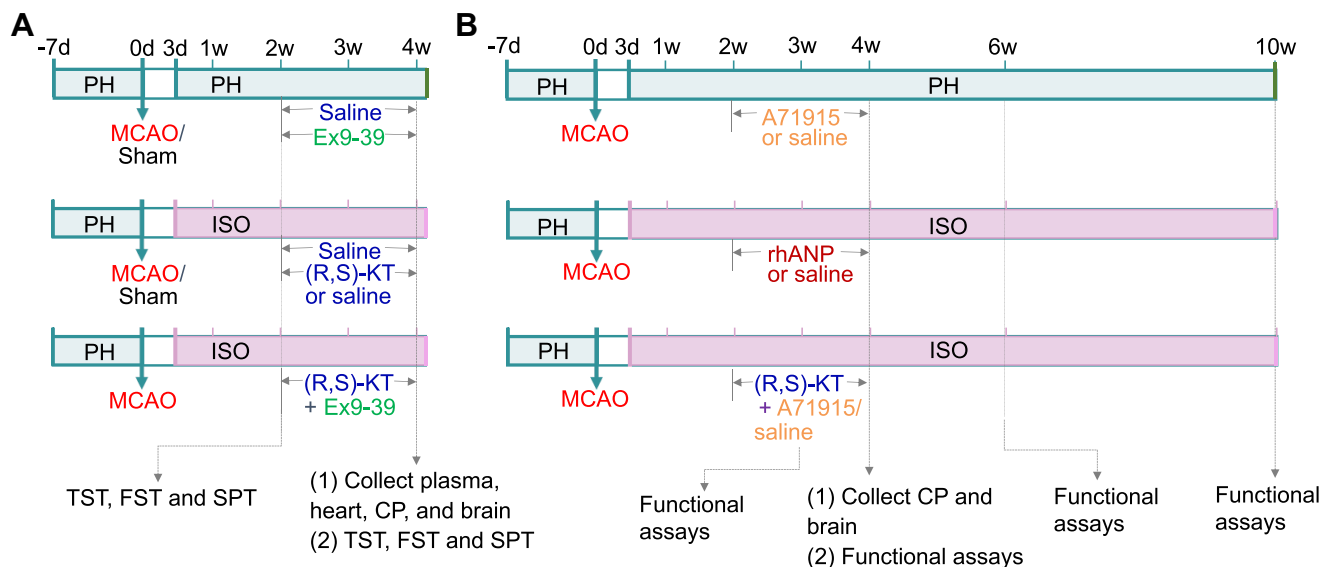 A
-7d 0d 3d 1w 2w 3w 4w
PH PH
Saline
Ex9-39
MCAO/
Sham
PH ISO
Saline
(R,S)-KT
or saline
MCAO/
Sham
PH ISO
(R,S)-KT
+ Ex9-39
MCAO
TST, FST and SPT
(1) Collect plasma,
heart, CP, and brain
(2) TST, FST and SPT
B
-7d 0d 3d 1w 2w 3w 4w 6w 10w
PH PH
A71915
or saline
MCAO
PH ISO
rhANP
or saline
MCAO
PH ISO
(R,S)-KT
+ A71915/
saline
MCAO
Functional
assays
(1) Collect CP and
brain
(2) Functional assays
Functional
assays
Functional
assays